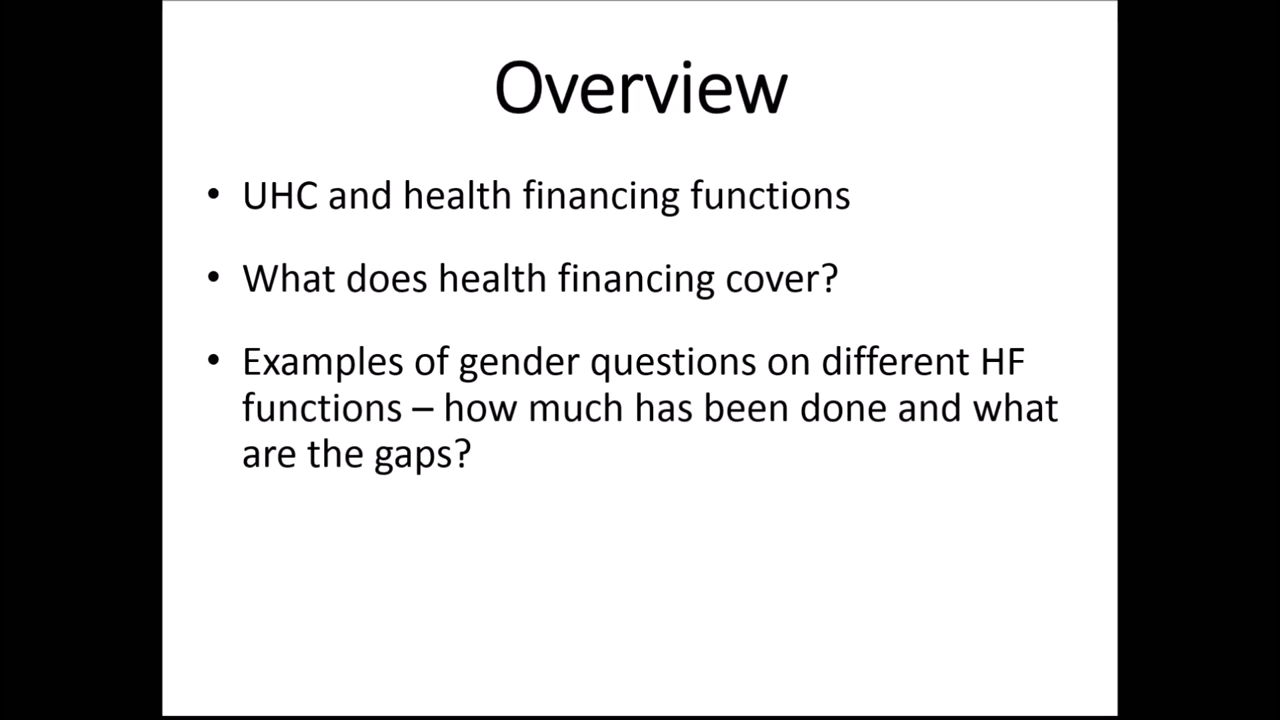 Overview
• UHC and health financing functions
• What does health financing cover?
• Examples of gender questions on different HF
functions – how much has been done and what
are the gaps?